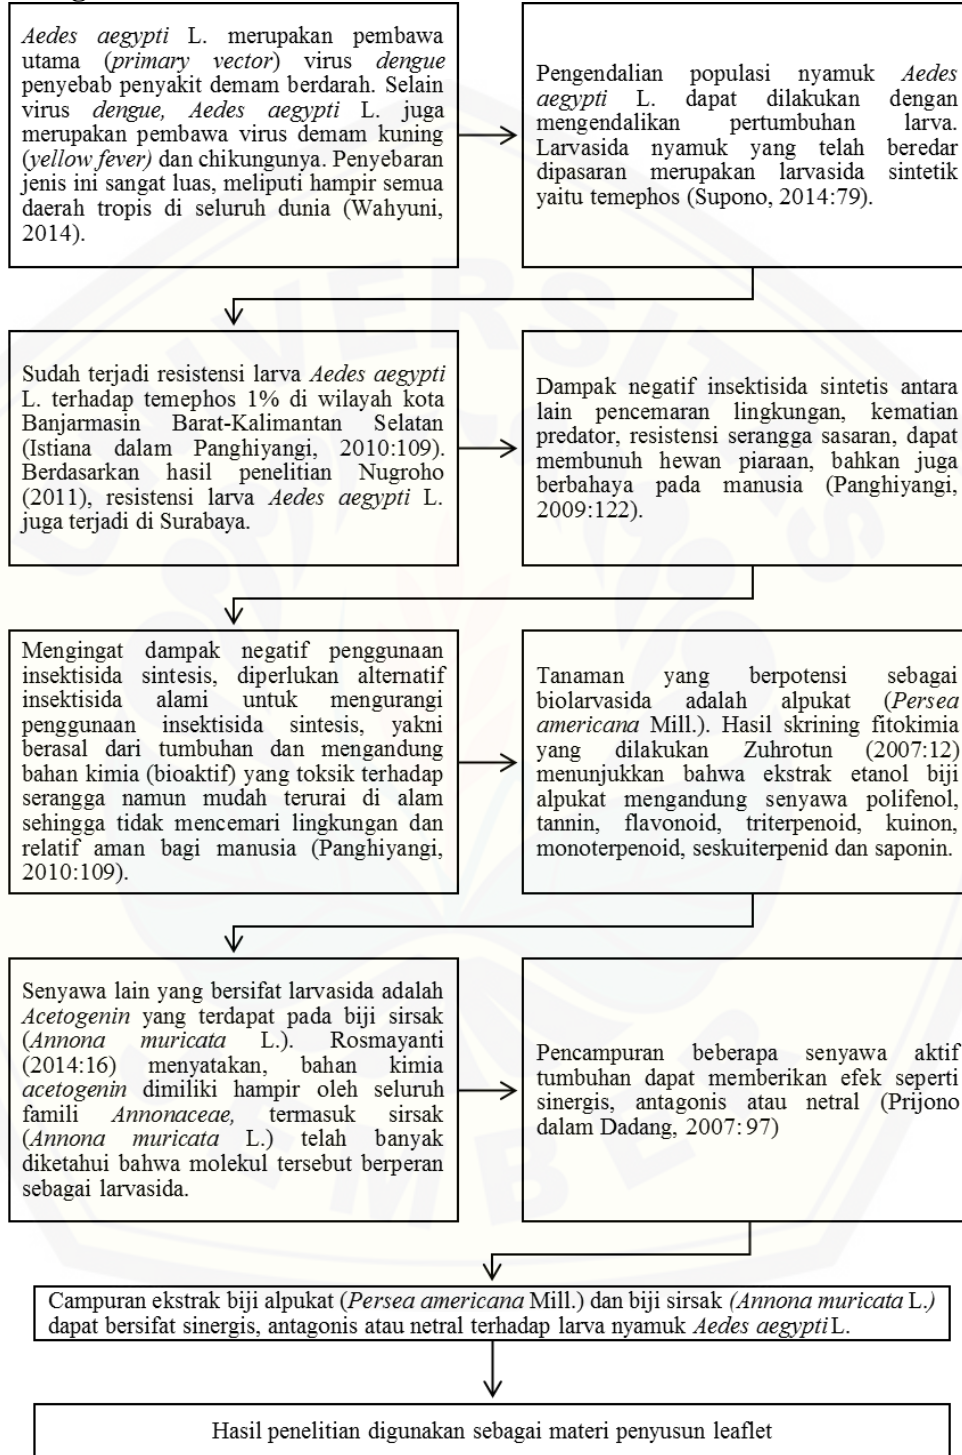 Aedes aegypti L. merupakan pembawa
utama (primary vector) virus dengue
penyebab penyakit demam berdarah. Selain
virus dengue, Aedes aegypti L. juga
merupakan pembawa virus demam kuning
(yellow fever) dan chikungunya. Penyebaran
jenis ini sangat luas, meliputi hampir semua
daerah tropis di seluruh dunia (Wahyuni,
2014).
Pengendalian populasi nyamuk Aedes
aegypti L. dapat dilakukan dengan
mengendalikan pertumbuhan larva.
Larvasida nyamuk yang telah beredar
dipasaran merupakan larvasida sintetik
yaitu temephos (Supono, 2014:79).
Sudah terjadi resistensi larva Aedes aegypti
L. terhadap temephos 1% di wilayah kota
Banjarmasin Barat-Kalimantan Selatan
(Istiana dalam Panghiyangi, 2010:109).
Berdasarkan hasil penelitian Nugroho
(2011), resistensi larva Aedes aegypti L.
juga terjadi di Surabaya.
Dampak negatif insektisida sintetis antara
lain pencemaran lingkungan, kematian
predator, resistensi serangga sasaran, dapat
membunuh hewan piaraan, bahkan juga
berbahaya pada manusia (Panghiyangi,
2009:122).
Mengingat dampak negatif penggunaan
insektisida sintesis, diperlukan alternatif
insektisida alami untuk mengurangi
penggunaan insektisida sintesis, yakni
berasal dari tumbuhan dan mengandung
bahan kimia (bioaktif) yang toksik terhadap
serangga namun mudah terurai di alam
sehingga tidak mencemari lingkungan dan
relatif aman bagi manusia (Panghiyangi,
2010:109).
Tanaman yang berpotensi sebagai
biolarvasida adalah alpukat (Persea
americana Mill.). Hasil skrining fitokimia
yang dilakukan Zuhrotun (2007:12)
menunjukkan bahwa ekstrak etanol biji
alpukat mengandung senyawa polifenol,
tannin, flavonoid, triterpenoid, kuinon,
monoterpenoid, seskuiterpenid dan saponin.
Senyawa lain yang bersifat larvasida adalah
Acetogenin yang terdapat pada biji sirsak
(Annona muricata L.). Rosmayanti
(2014:16) menyatakan, bahan kimia
acetogenin dimiliki hampir oleh seluruh
famili Annonaceae, termasuk sirsak
(Annona muricata L.) telah banyak
diketahui bahwa molekul tersebut berperan
sebagai larvasida.
Pencampuran beberapa senyawa aktif
tumbuhan dapat memberikan efek seperti
sinergis, antagonis atau netral (Prijono
dalam Dadang, 2007:97)
Campuran ekstrak biji alpukat (Persea americana Mill.) dan biji sirsak (Annona muricata L.)
dapat bersifat sinergis, antagonis atau netral terhadap larva nyamuk Aedes aegypti L.
Hasil penelitian digunakan sebagai materi penyusun leaflet